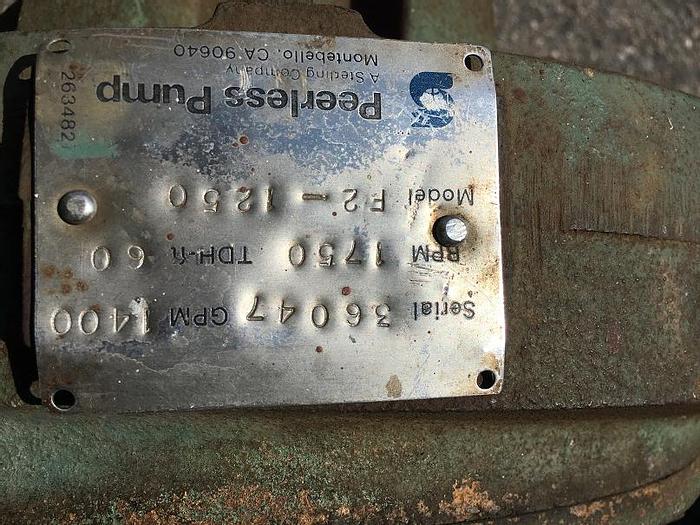 Serial 36047 GPM 1400
RPM 1750 TDH-ft 60
Model F2-1250
Peerless Pump
A Sterling Company
Montebello, CA 90640
263482